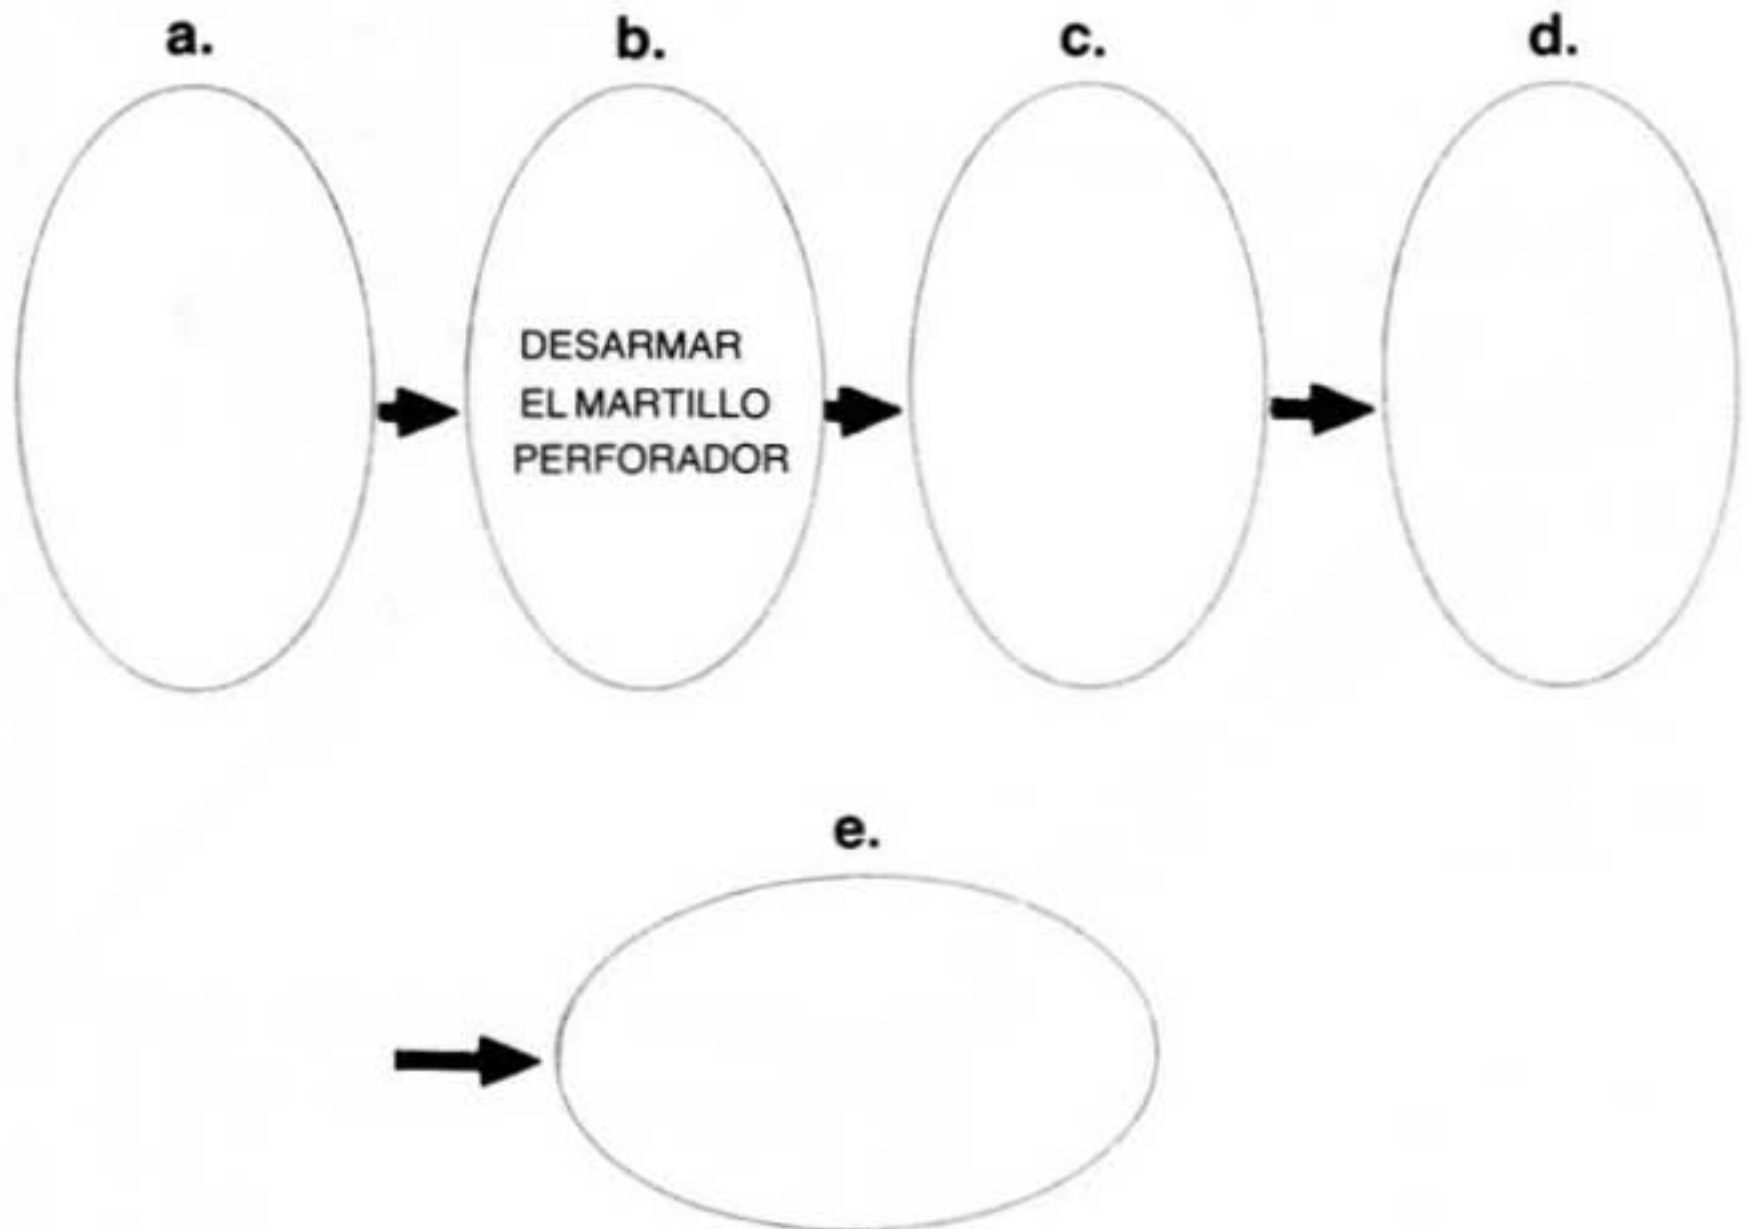 a.
b.
c.
d.
DESARMAR
EL MARTILLO
PERFORADOR
e.